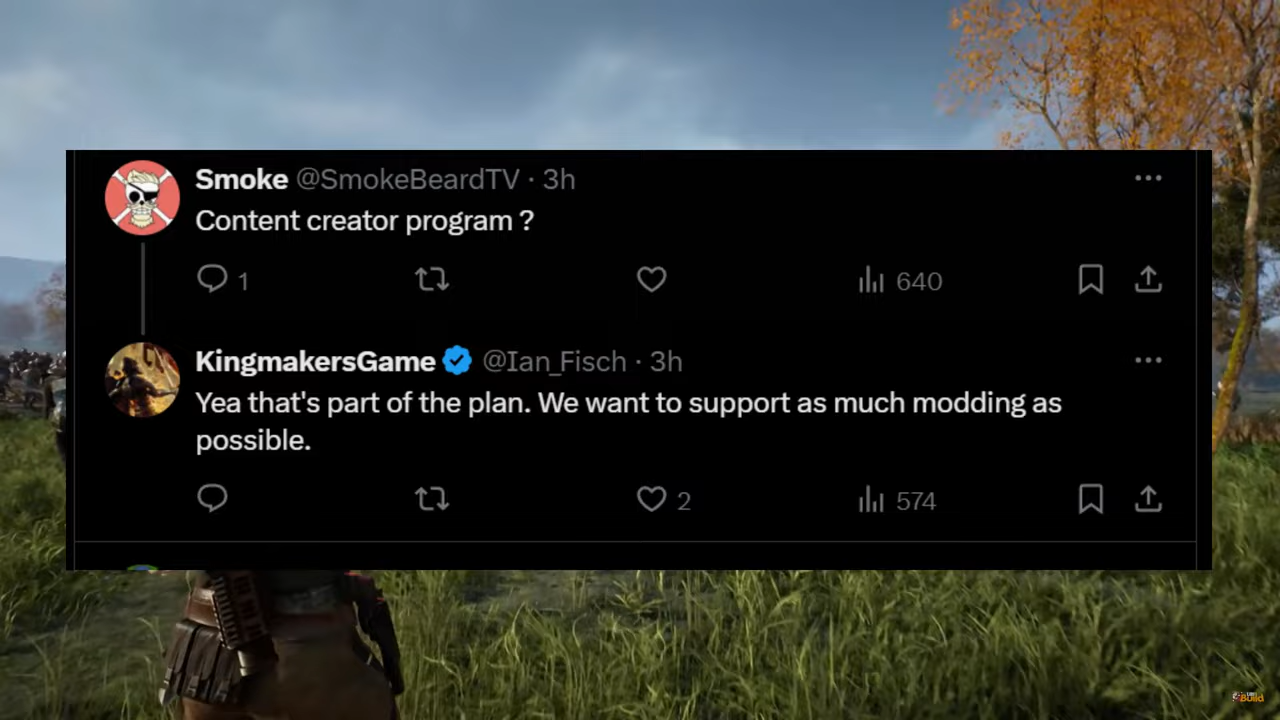 Smoke @SmokeBeardTV · 3h
Content creator program ?
1
640
KingmakersGame @Ian_Fisch · 3h
Yea that's part of the plan. We want to support as much modding as
possible.
2
574